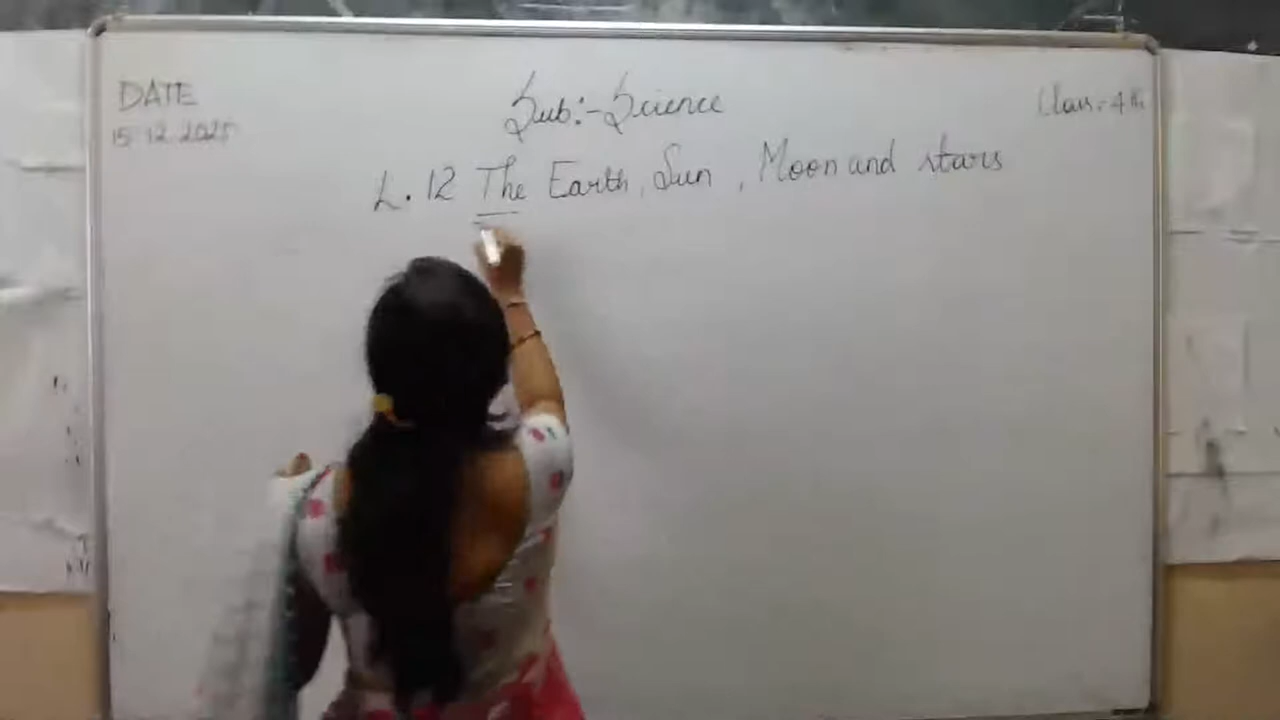 DATE
15-12-2025
Sub:- Science
Class:- 4th
L. 12 The Earth, Sun, Moon and stars